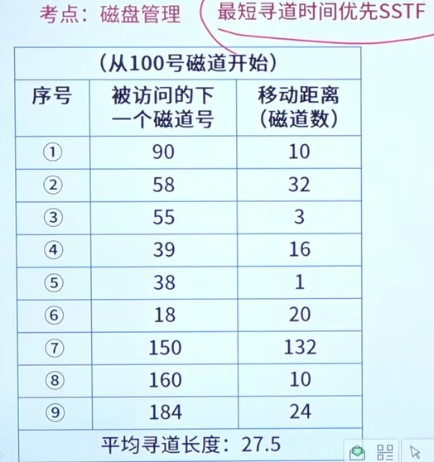 考点：磁盘管理 最短寻道时间优先SSTF
（从100号磁道开始）
序号 被访问的下一个磁道号 移动距离（磁道数）
① 90 10
② 58 32
③ 55 3
④ 39 16
⑤ 38 1
⑥ 18 20
⑦ 150 132
⑧ 160 10
⑨ 184 24
平均寻道长度：27.5